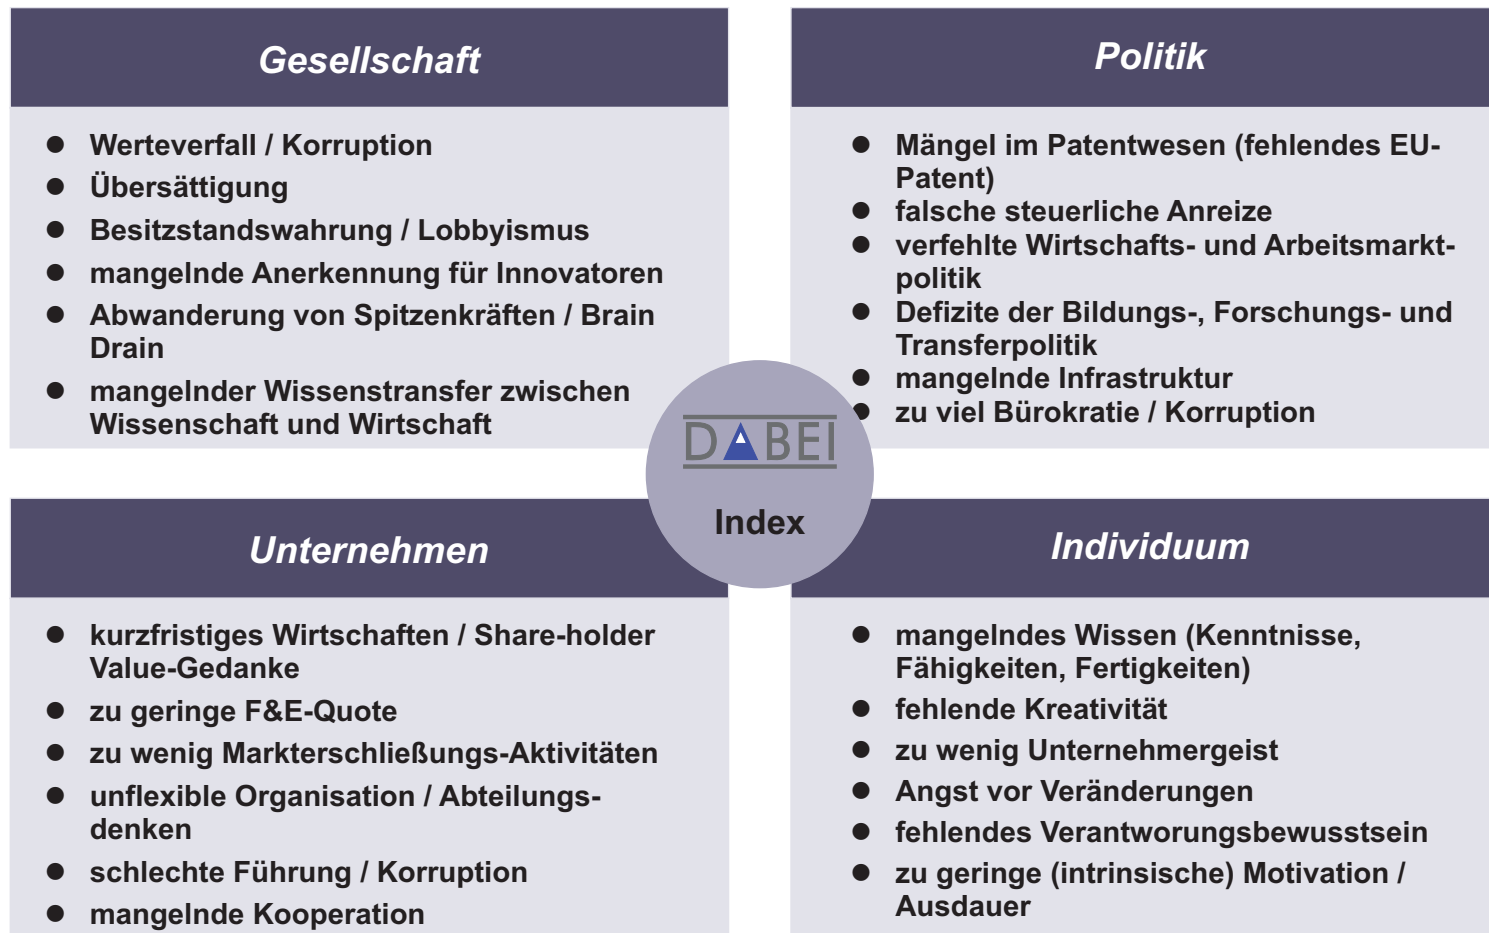 Gesellschaft
● Werteverfall / Korruption
● Übersättigung
● Besitzstandswahrung / Lobbyismus
● mangelnde Anerkennung für Innovatoren
● Abwanderung von Spitzenkräften / Brain
Drain
● mangelnder Wissenstransfer zwischen
Wissenschaft und Wirtschaft
Politik
● Mängel im Patentwesen (fehlendes EU-
Patent)
● falsche steuerliche Anreize
● verfehlte Wirtschafts- und Arbeitsmarkt-
politik
● Defizite der Bildungs-, Forschungs- und
Transferpolitik
● mangelnde Infrastruktur
● zu viel Bürokratie / Korruption
DABEI
Index
Unternehmen
● kurzfristiges Wirtschaften / Share-holder
Value-Gedanke
● zu geringe F&E-Quote
● zu wenig Markterschließungs-Aktivitäten
● unflexible Organisation / Abteilungs-
denken
● schlechte Führung / Korruption
● mangelnde Kooperation
Individuum
● mangelndes Wissen (Kenntnisse,
Fähigkeiten, Fertigkeiten)
● fehlende Kreativität
● zu wenig Unternehmergeist
● Angst vor Veränderungen
● fehlendes Verantworungsbewusstsein
● zu geringe (intrinsische) Motivation /
Ausdauer